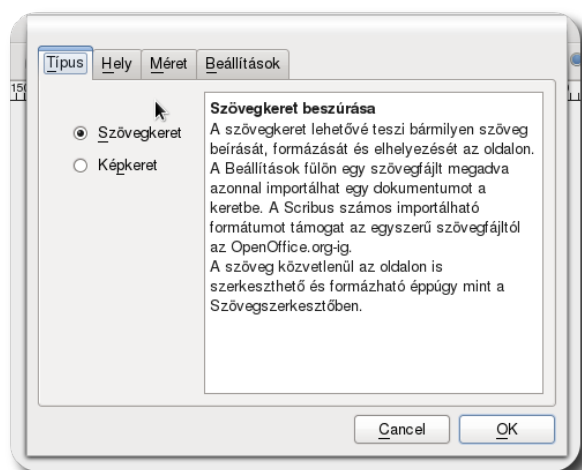 Típus Hely Méret Beállítások
15
Szövegkeret
Képkeret
Szövegkeret beszúrása
A szövegkeret lehetővé teszi bármilyen szöveg
beírását, formázását és elhelyezését az oldalon.
A Beállítások fülön egy szövegfájlt megadva
azonnal importálhat egy dokumentumot a
keretbe. A Scribus számos importálható
formátumot támogat az egyszerű szövegfájltól
az OpenOffice.org-ig.
A szöveg közvetlenül az oldalon is
szerkeszthető és formázható éppúgy mint a
Szövegszerkesztőben.
Cancel OK